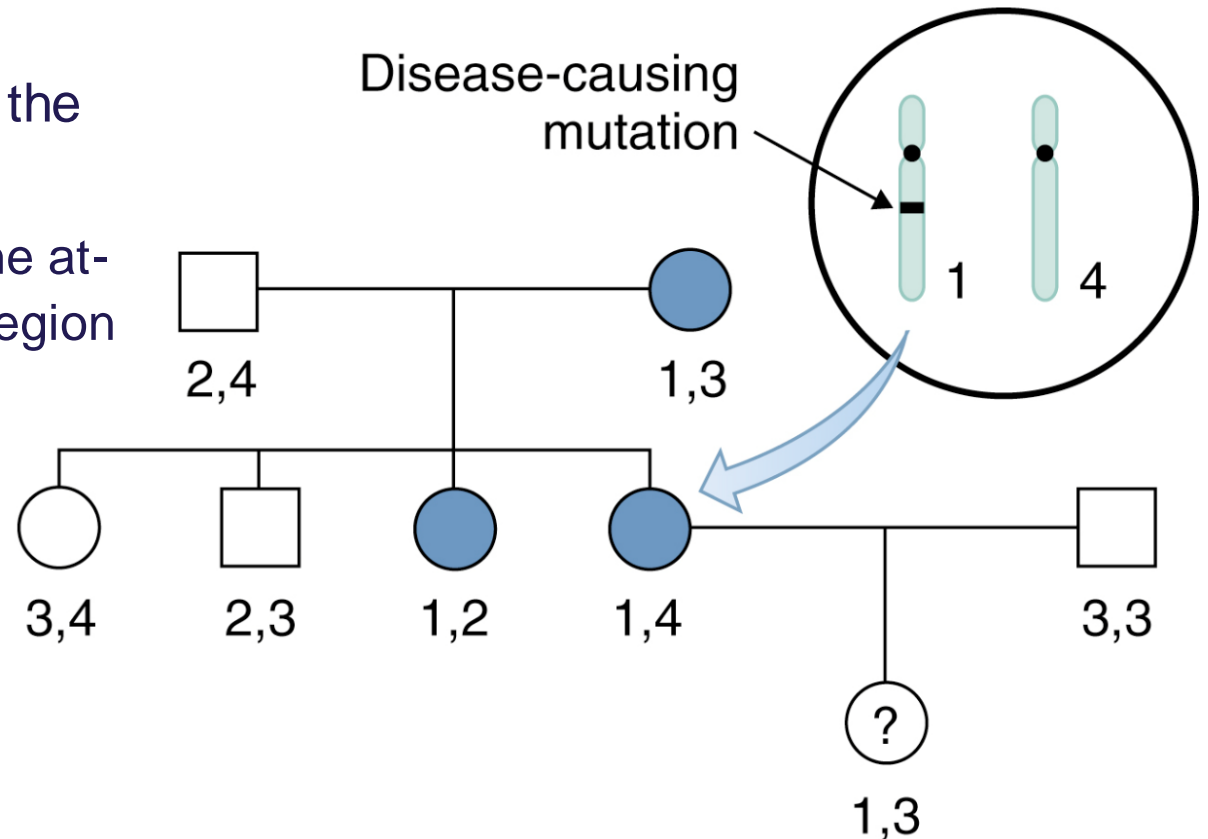 the
ne at-
egion
Disease-causing
mutation
1 4
2,4 1,3
3,4 2,3 1,2 1,4 3,3
?
1,3